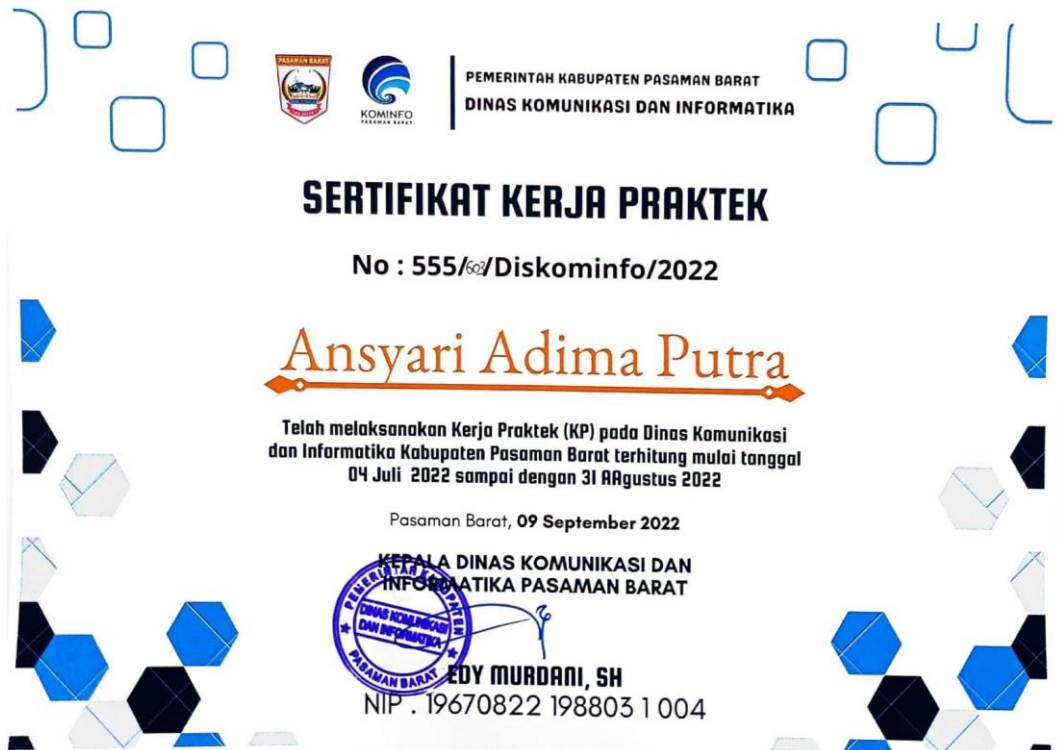 PASAMAN BARAT
KOMINFO
PASAMAN BARAT
PEMERINTAH KABUPATEN PASAMAN BARAT
DINAS KOMUNIKASI DAN INFORMATIKA
SERTIFIKAT KERJA PRAKTEK
No : 555/603/Diskominfo/2022
Ansyari Adima Putra
Telah melaksanakan Kerja Praktek (KP) pada Dinas Komunikasi
dan Informatika Kabupaten Pasaman Barat terhitung mulai tanggal
04 Juli 2022 sampai dengan 31 AAgustus 2022
Pasaman Barat, 09 September 2022
KEPALA DINAS KOMUNIKASI DAN
INFORMATIKA PASAMAN BARAT
PEMERINTAH KABUPATEN
DINAS KOMUNIKASI
DAN INFORMATIKA
PASAMAN BARAT
EDY MURDANI, SH
NIP . 19670822 198803 1 004